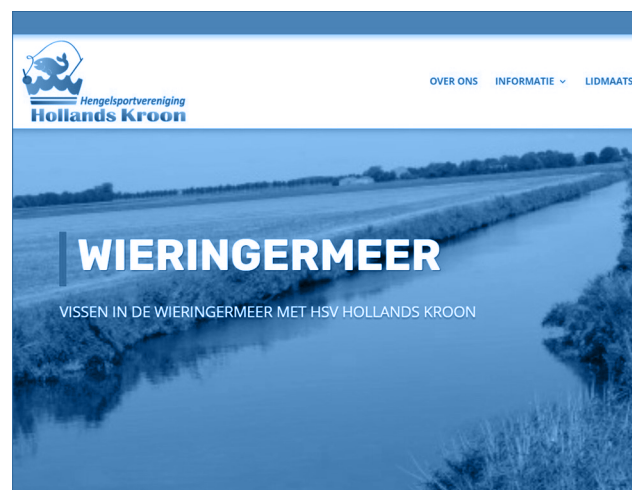 Hengelsportvereniging
Hollands Kroon
OVER ONS INFORMATIE LIDMAATS
WIERINGERMEER
VISSEN IN DE WIERINGERMEER MET HSV HOLLANDS KROON